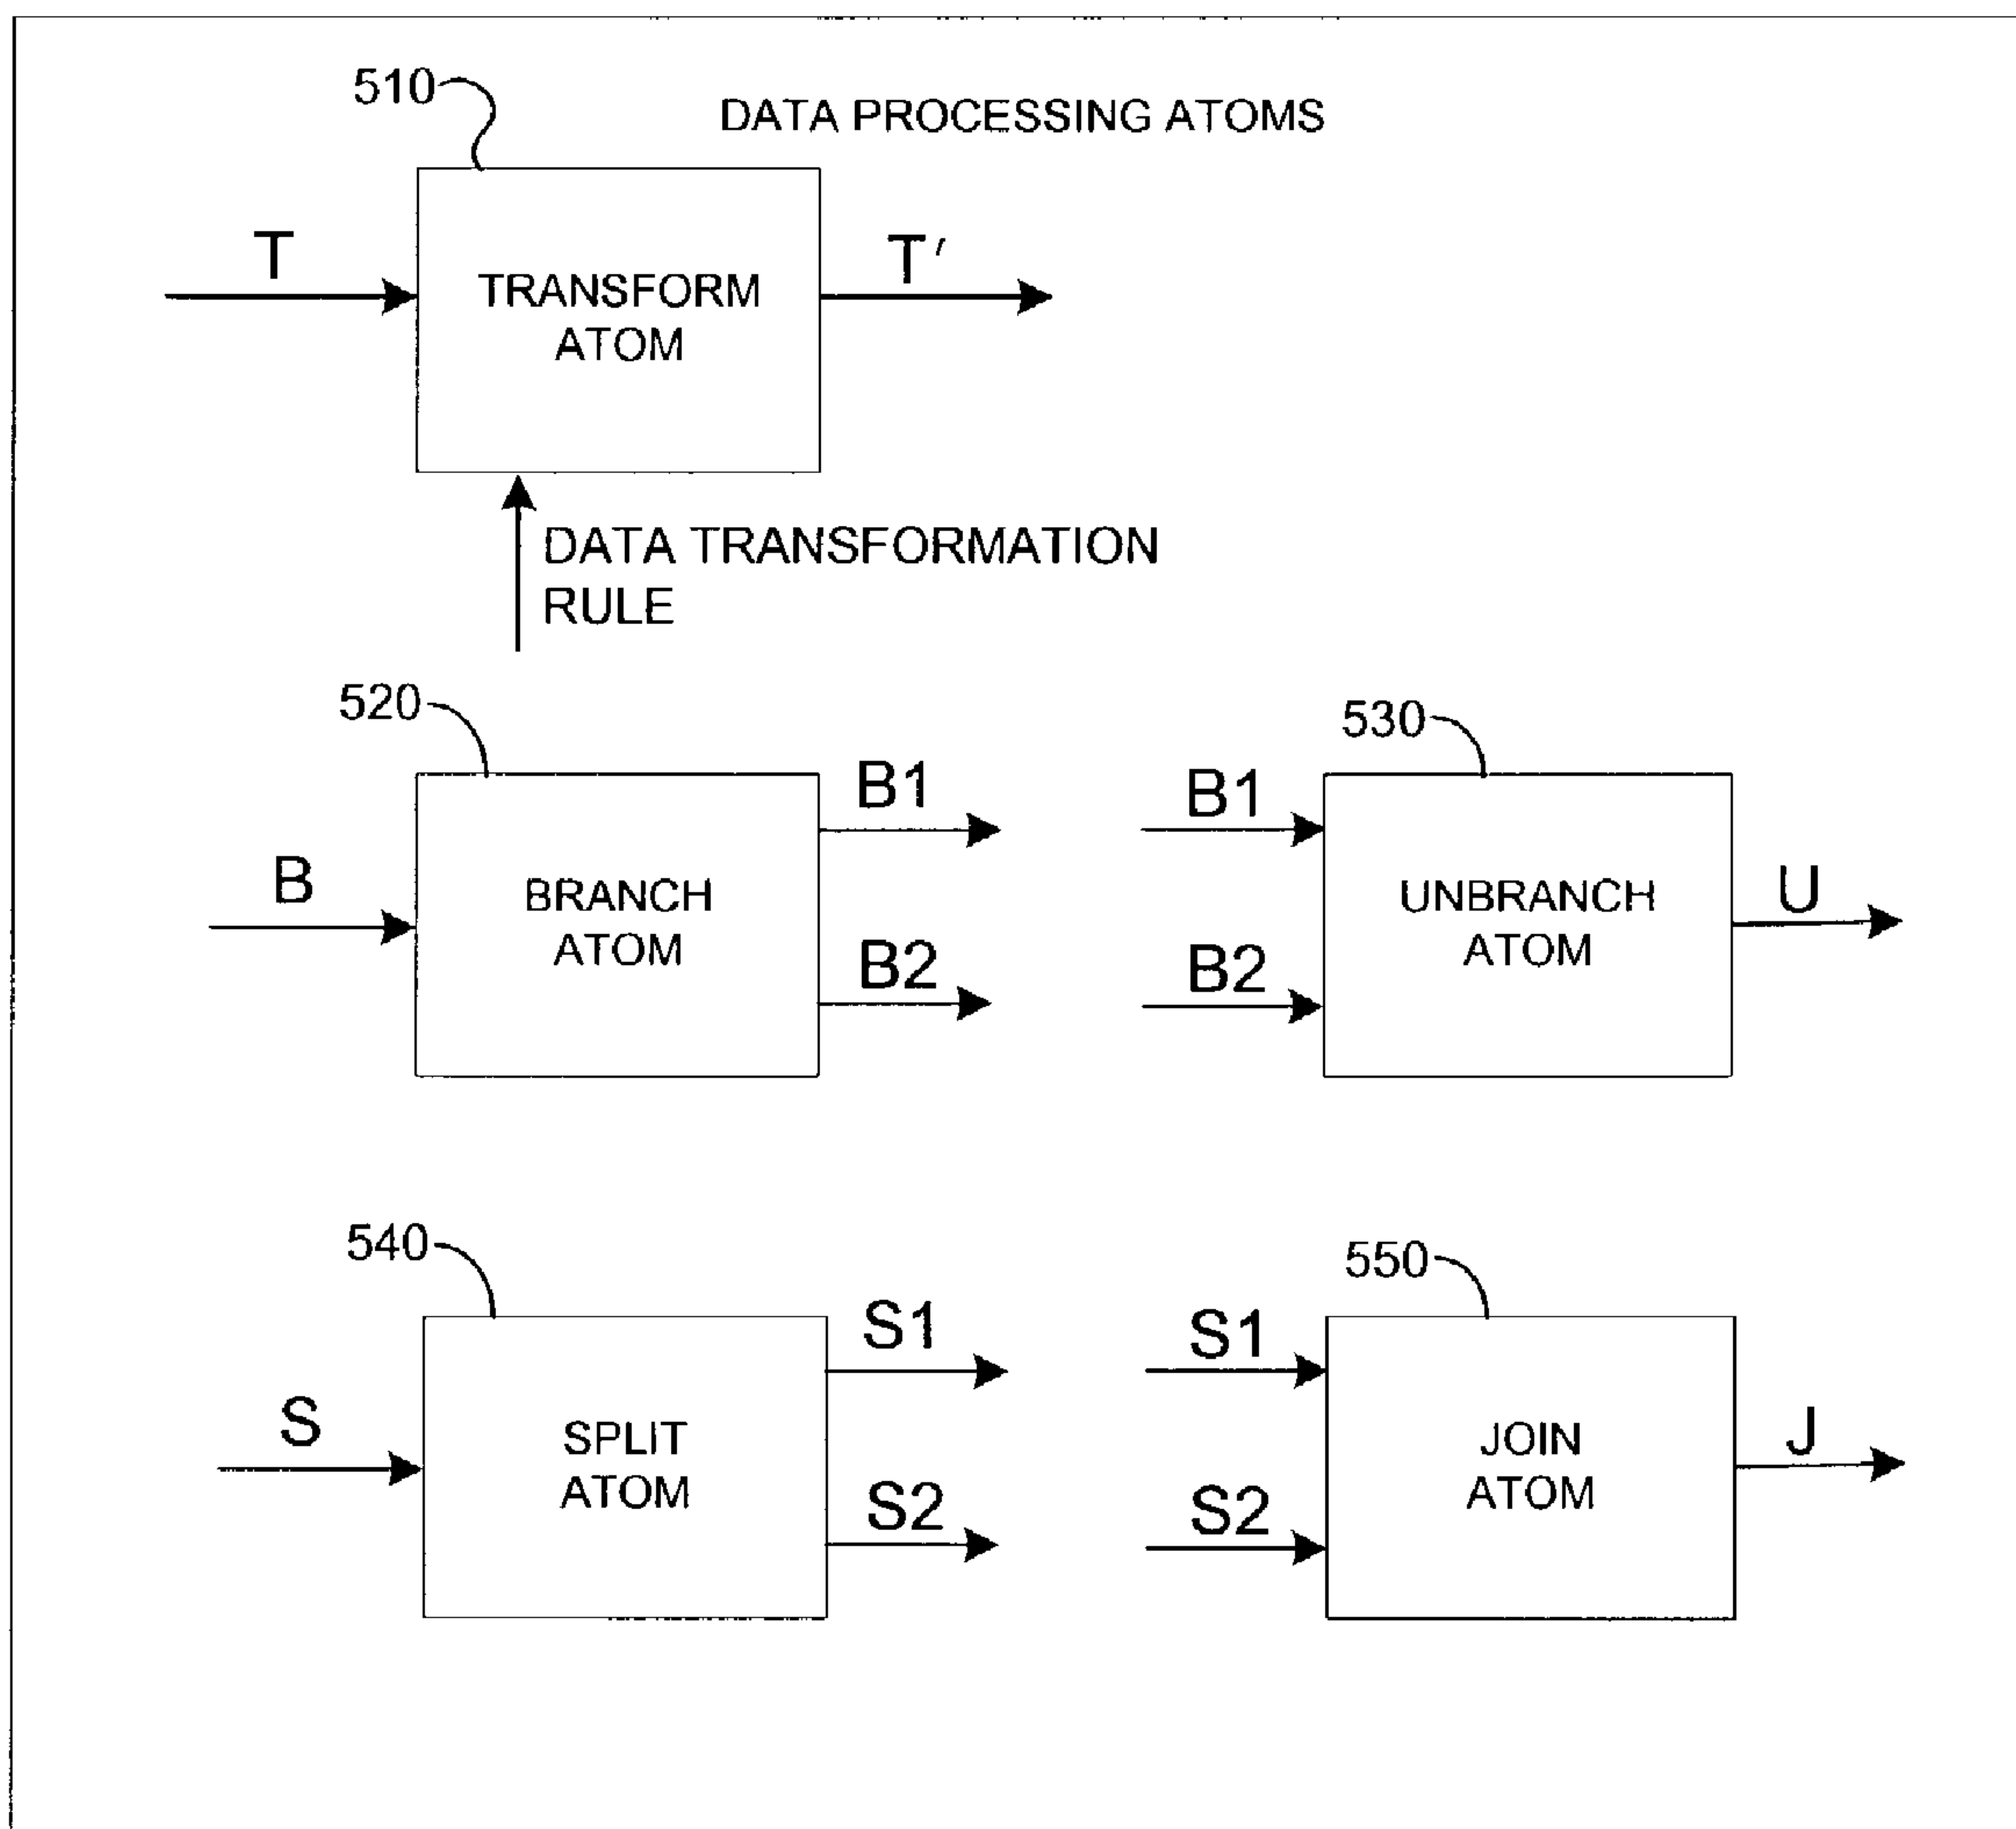 510
DATA PROCESSING ATOMS
T
T'
TRANSFORM
ATOM
DATA TRANSFORMATION
RULE
520
530
B1
B1
B
BRANCH
ATOM
UNBRANCH
ATOM
U
B2
B2
540
550
S1
S1
S
SPLIT
ATOM
JOIN
ATOM
J
S2
S2